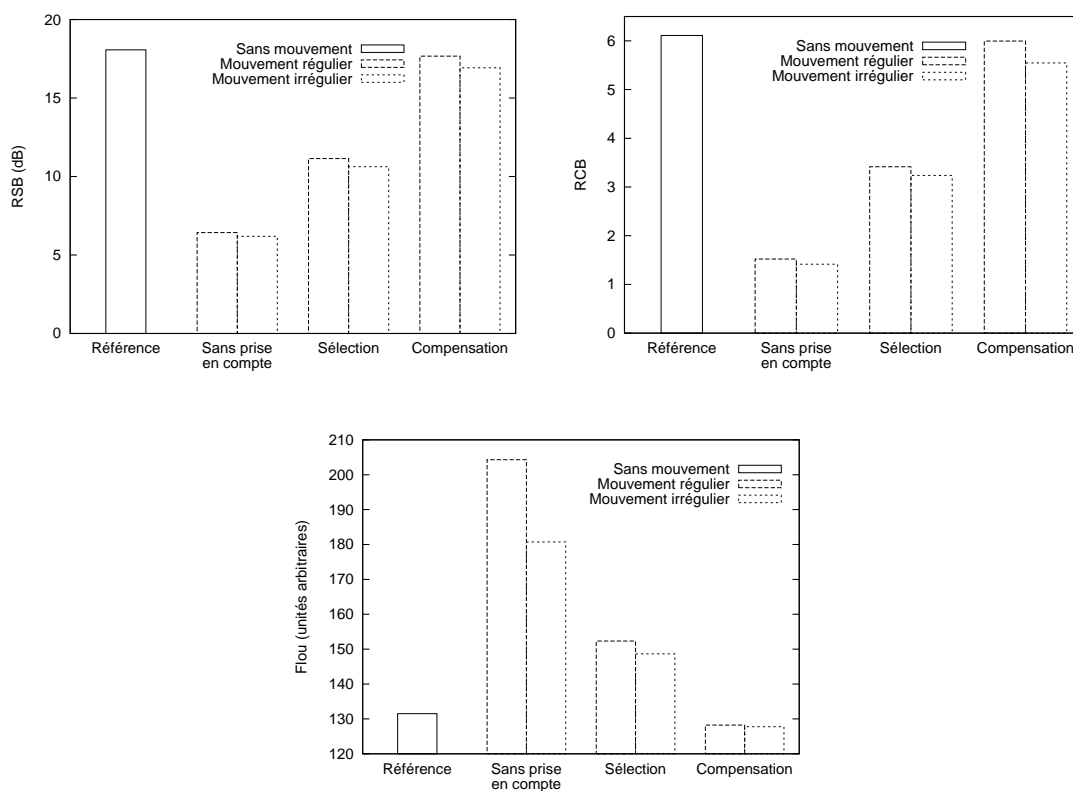 20
15
10
5
0
RSB (dB)
Sans mouvement
Mouvement régulier
Mouvement irrégulier
Référence
Sans prise
en compte
Sélection
Compensation
6
5
4
3
2
1
0
RCB
Sans mouvement
Mouvement régulier
Mouvement irrégulier
Référence
Sans prise
en compte
Sélection
Compensation
210
200
190
180
170
160
150
140
130
120
Flou (unités arbitraires)
Sans mouvement
Mouvement régulier
Mouvement irrégulier
Référence
Sans prise
en compte
Sélection
Compensation